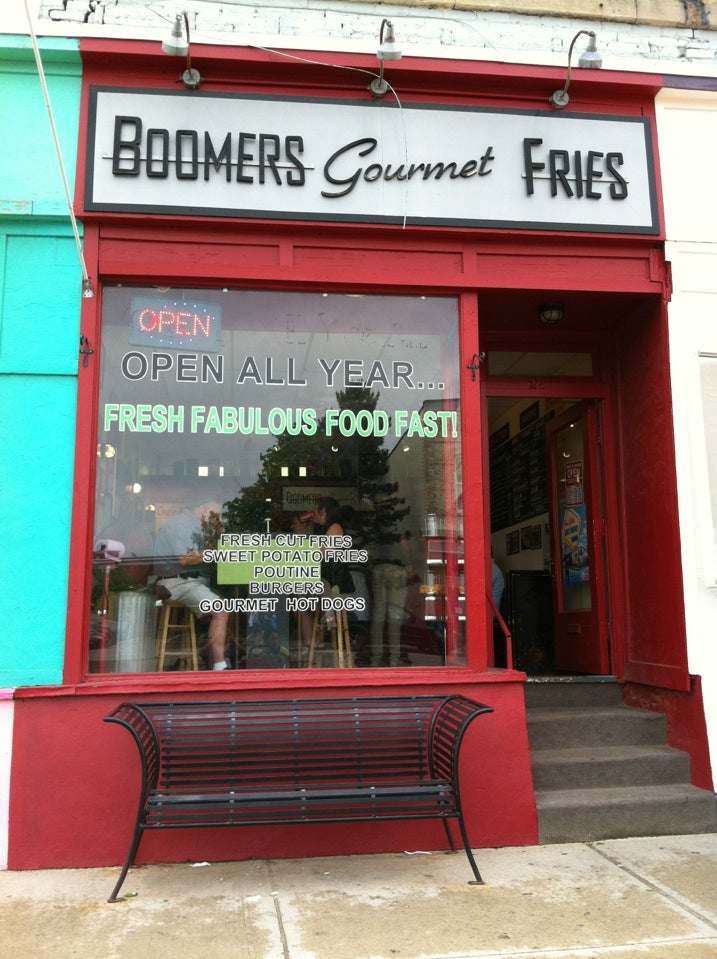 BOOMERS Gourmet FRIES
OPEN
OPEN ALL YEAR...
FRESH FABULOUS FOOD FAST!
BOOMERS
FRESH CUT FRIES
SWEET POTATO FRIES
POUTINE
BURGERS
GOURMET HOT DOGS